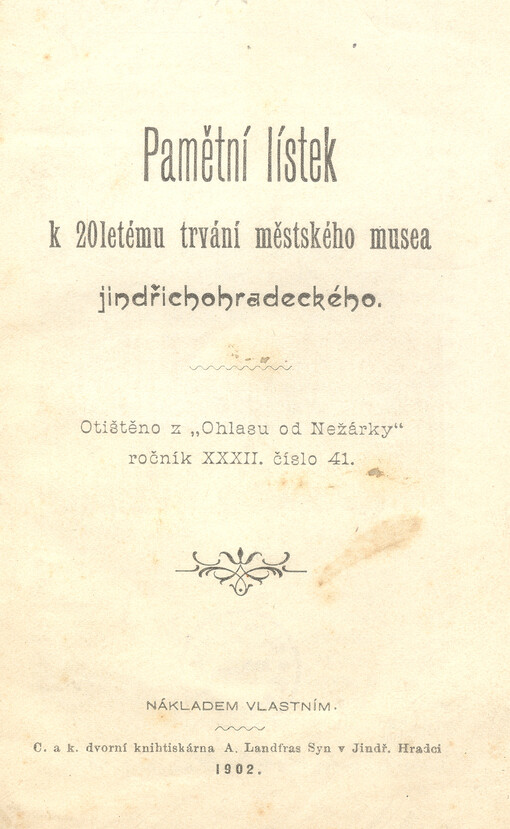 Pamětní lístek
k 20letému trvání městského musea
jindřichohradeckého.
Otištěno z „Ohlasu od Nežárky“
ročník XXXII. číslo 41.
NÁKLADEM VLASTNÍM.
C. a k. dvorní knihtiskárna A. Landfras Syn v Jindř. Hradci
1902.